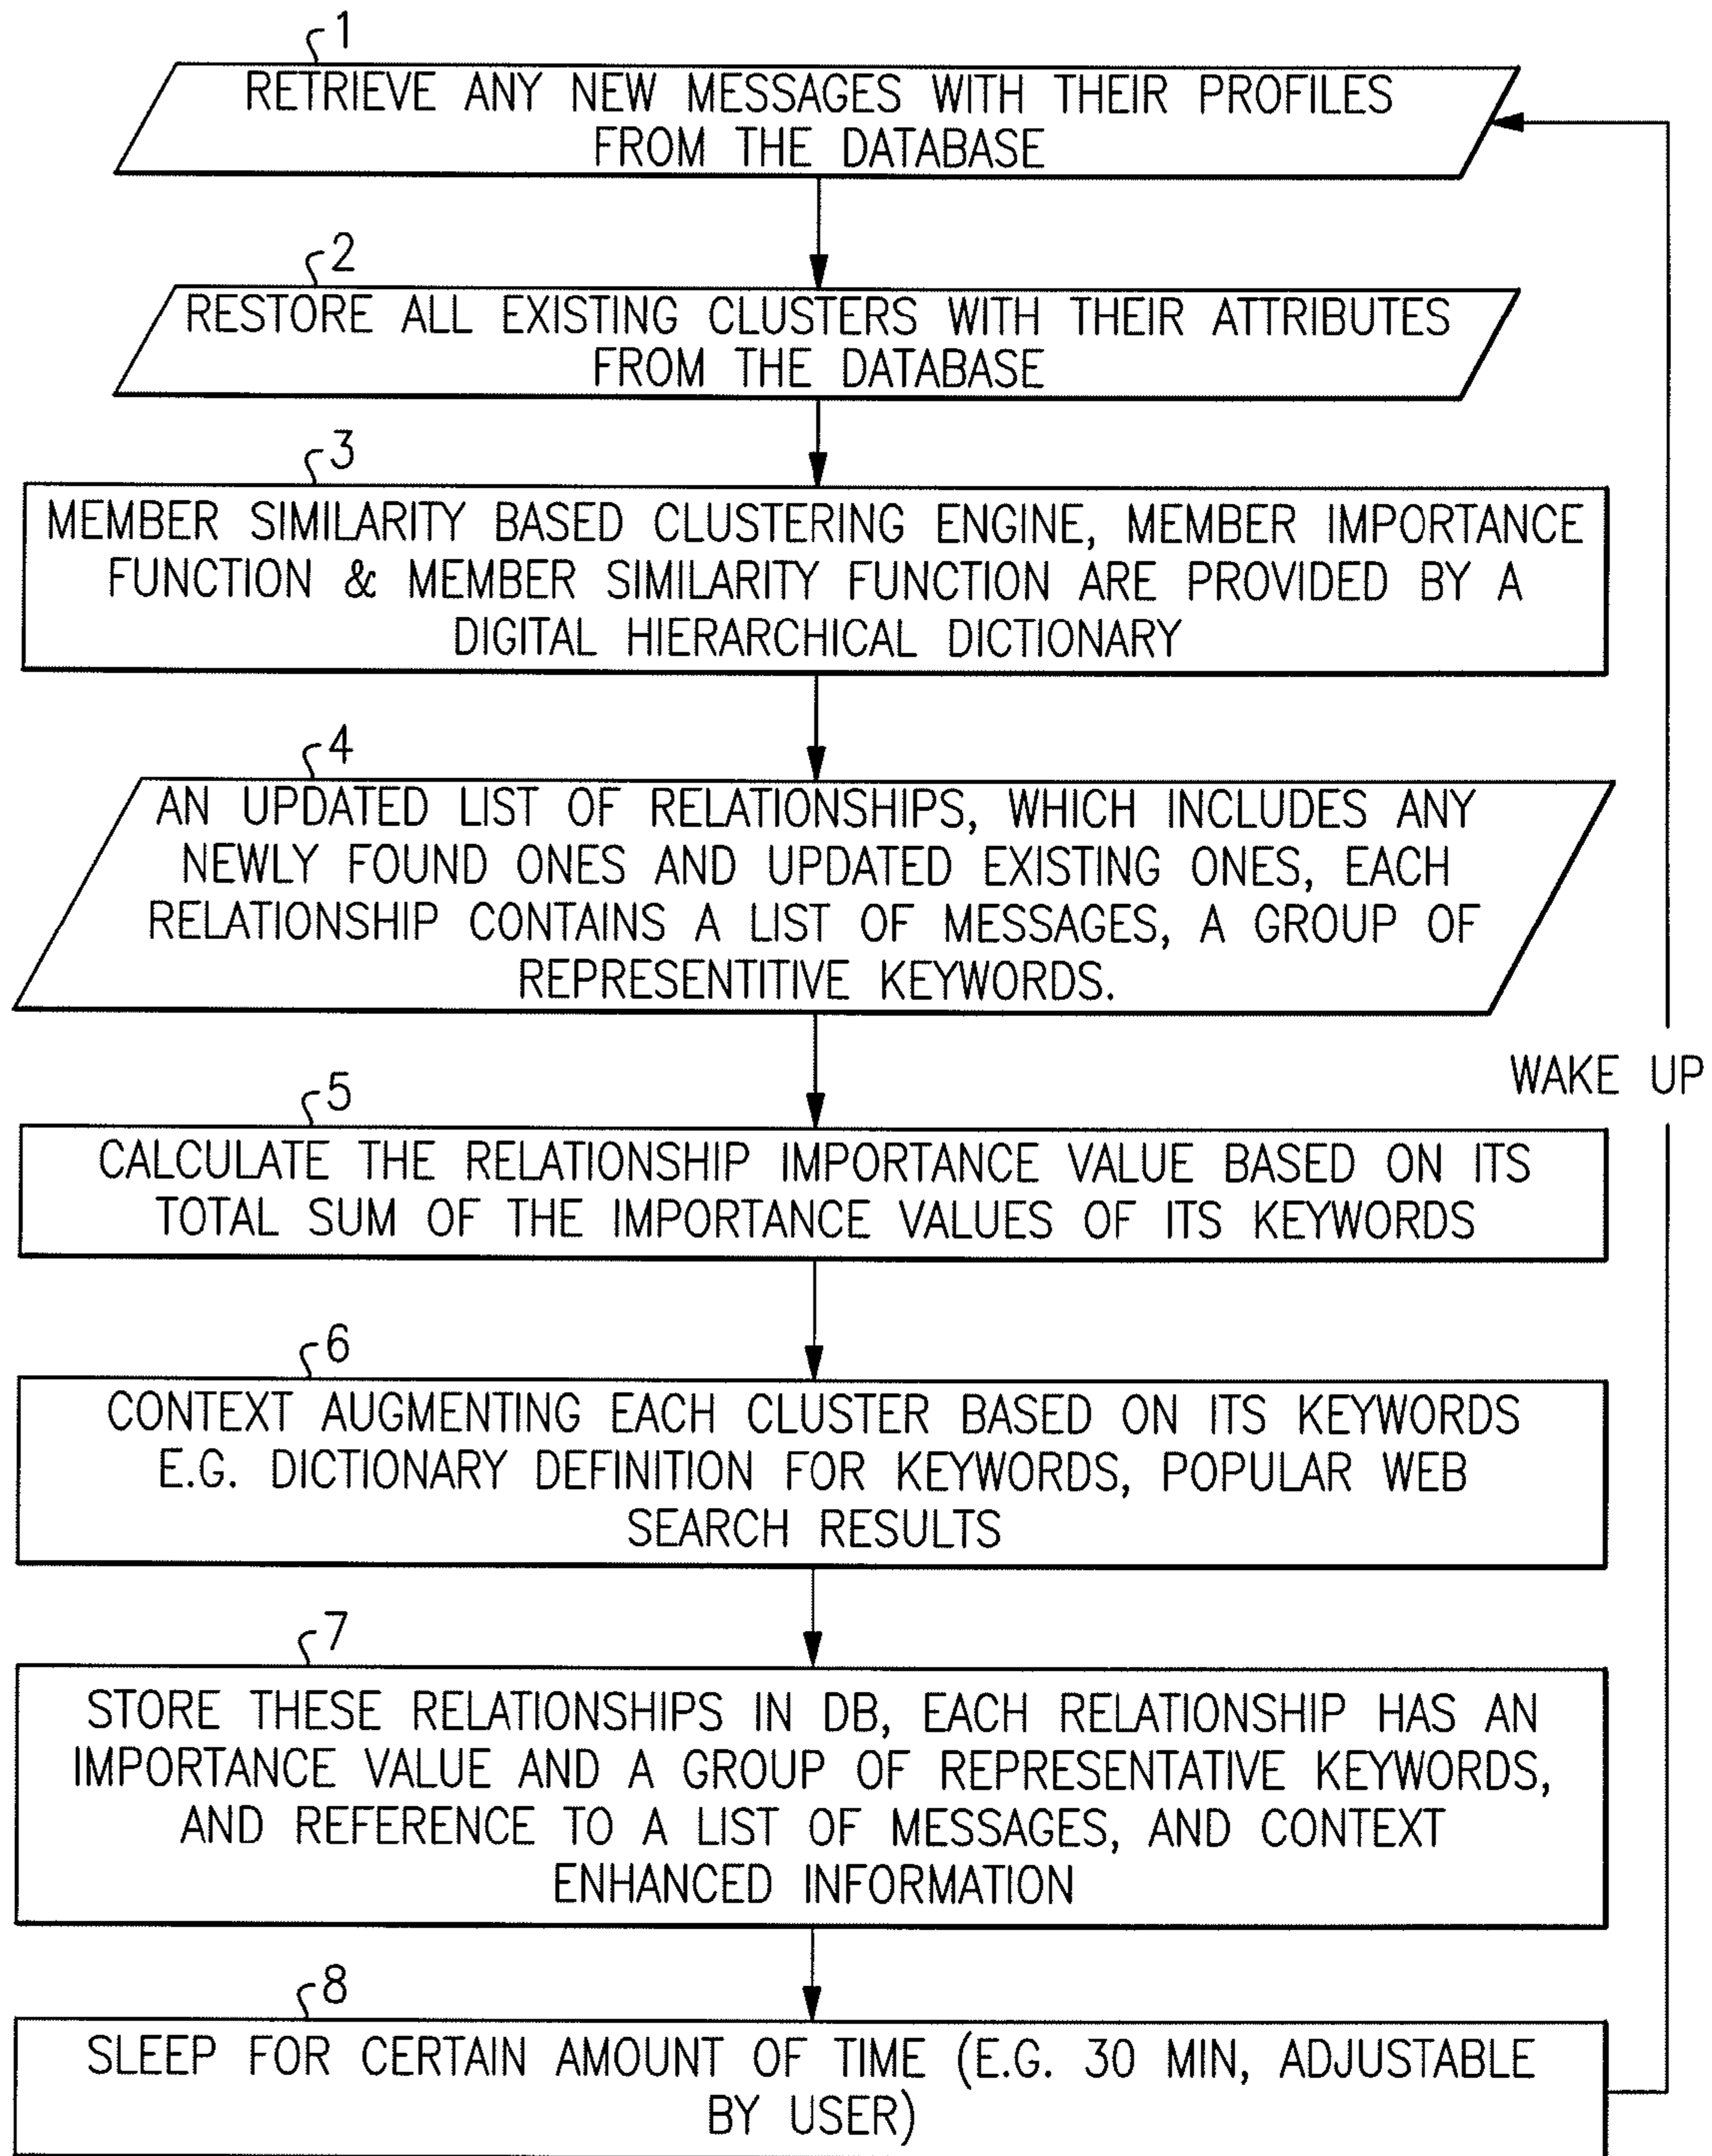 1
RETRIEVE ANY NEW MESSAGES WITH THEIR PROFILES
FROM THE DATABASE
2
RESTORE ALL EXISTING CLUSTERS WITH THEIR ATTRIBUTES
FROM THE DATABASE
3
MEMBER SIMILARITY BASED CLUSTERING ENGINE, MEMBER IMPORTANCE
FUNCTION & MEMBER SIMILARITY FUNCTION ARE PROVIDED BY A
DIGITAL HIERARCHICAL DICTIONARY
4
AN UPDATED LIST OF RELATIONSHIPS, WHICH INCLUDES ANY
NEWLY FOUND ONES AND UPDATED EXISTING ONES, EACH
RELATIONSHIP CONTAINS A LIST OF MESSAGES, A GROUP OF
REPRESENTITIVE KEYWORDS.
WAKE UP
5
CALCULATE THE RELATIONSHIP IMPORTANCE VALUE BASED ON ITS
TOTAL SUM OF THE IMPORTANCE VALUES OF ITS KEYWORDS
6
CONTEXT AUGMENTING EACH CLUSTER BASED ON ITS KEYWORDS
E.G. DICTIONARY DEFINITION FOR KEYWORDS, POPULAR WEB
SEARCH RESULTS
7
STORE THESE RELATIONSHIPS IN DB, EACH RELATIONSHIP HAS AN
IMPORTANCE VALUE AND A GROUP OF REPRESENTATIVE KEYWORDS,
AND REFERENCE TO A LIST OF MESSAGES, AND CONTEXT
ENHANCED INFORMATION
8
SLEEP FOR CERTAIN AMOUNT OF TIME (E.G. 30 MIN, ADJUSTABLE
BY USER)